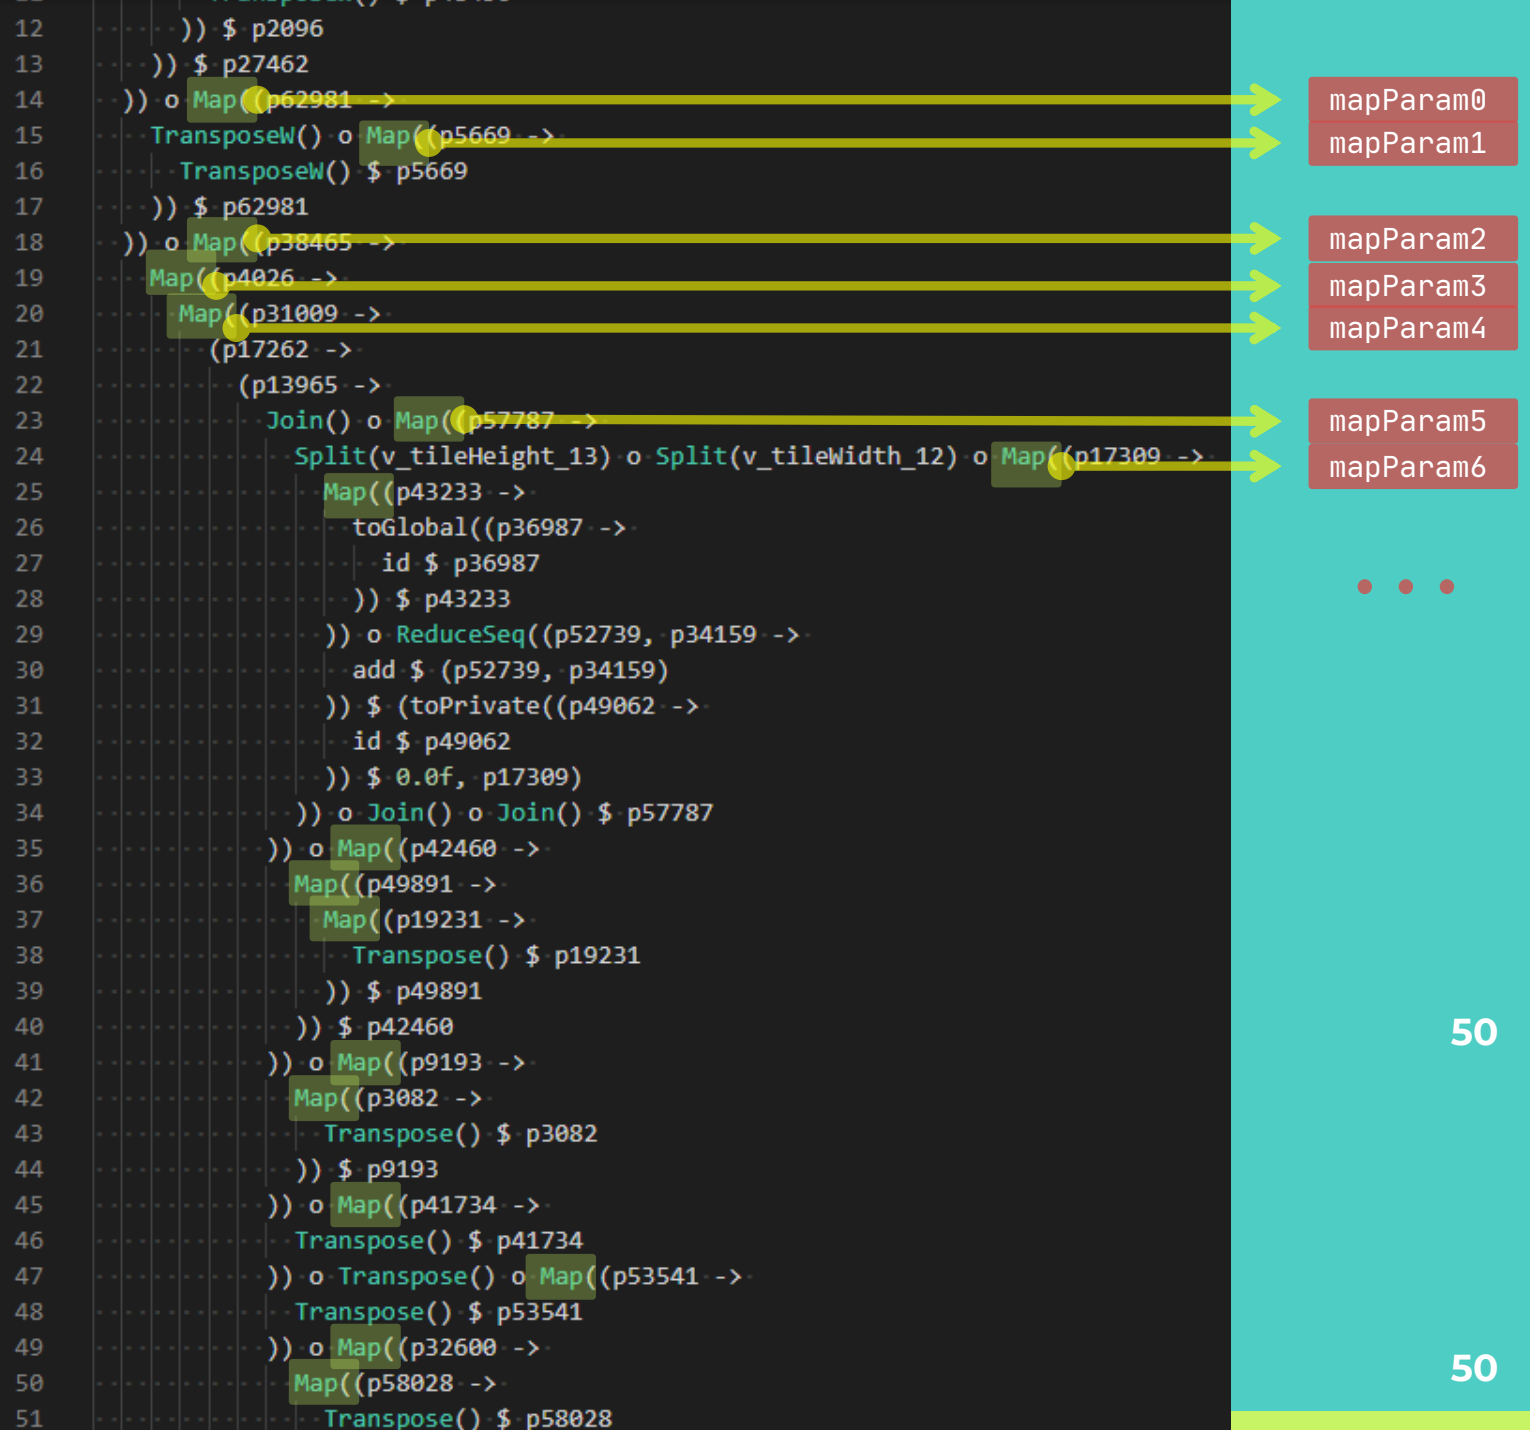 12 )) $ p2096
13 )) $ p27462
14 )) o Map((p62981 -> mapParam0
15 TransposeW() o Map((p5669 -> mapParam1
16 TransposeW() $ p5669
17 )) $ p62981
18 )) o Map((p38465 -> mapParam2
19 Map((p4026 -> mapParam3
20 Map((p31009 -> mapParam4
21 (p17262 ->
22 (p13965 ->
23 Join() o Map((p57787 -> mapParam5
24 Split(v_tileHeight_13) o Split(v_tileWidth_12) o Map((p17309 -> mapParam6
25 Map((p43233 ->
26 toGlobal((p36987 ->
27 id $ p36987
28 )) $ p43233
29 )) o ReduceSeq((p52739, p34159 ->
30 add $ (p52739, p34159)
31 )) $ (toPrivate((p49062 ->
32 id $ p49062
33 )) $ 0.0f, p17309)
34 )) o Join() o Join() $ p57787
35 )) o Map((p42460 ->
36 Map((p49891 ->
37 Map((p19231 ->
38 Transpose() $ p19231
39 )) $ p49891
40 )) $ p42460
41 )) o Map((p9193 ->
42 Map((p3082 ->
43 Transpose() $ p3082
44 )) $ p9193
45 )) o Map((p41734 ->
46 Transpose() $ p41734
47 )) o Transpose() o Map((p53541 ->
48 Transpose() $ p53541
49 )) o Map((p32600 ->
50 Map((p58028 ->
51 Transpose() $ p58028
50
50